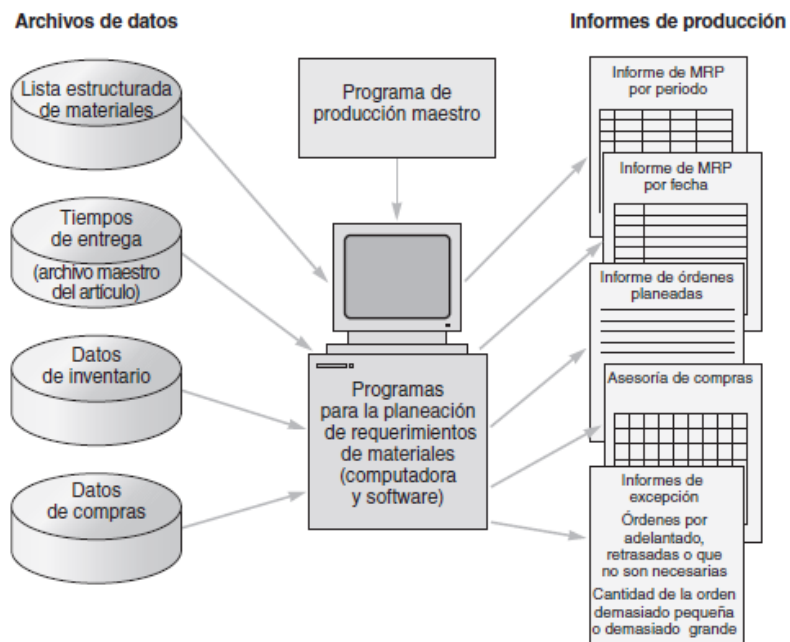 Archivos de datos
Lista estructurada
de materiales
Tiempos
de entrega
(archivo maestro
del artículo)
Datos
de inventario
Datos
de compras
Programa de
producción maestro
Programas
para la planeación
de requerimientos
de materiales
(computadora
y software)
Informes de producción
Informe de MRP
por periodo
Informe de MRP
por fecha
Informe de órdenes
planeadas
Asesoría de compras
Informes de
excepción
Órdenes por
adelantado,
retrasadas o que
no son necesarias
Cantidad de la orden
demasiado pequeña
o demasiado grande